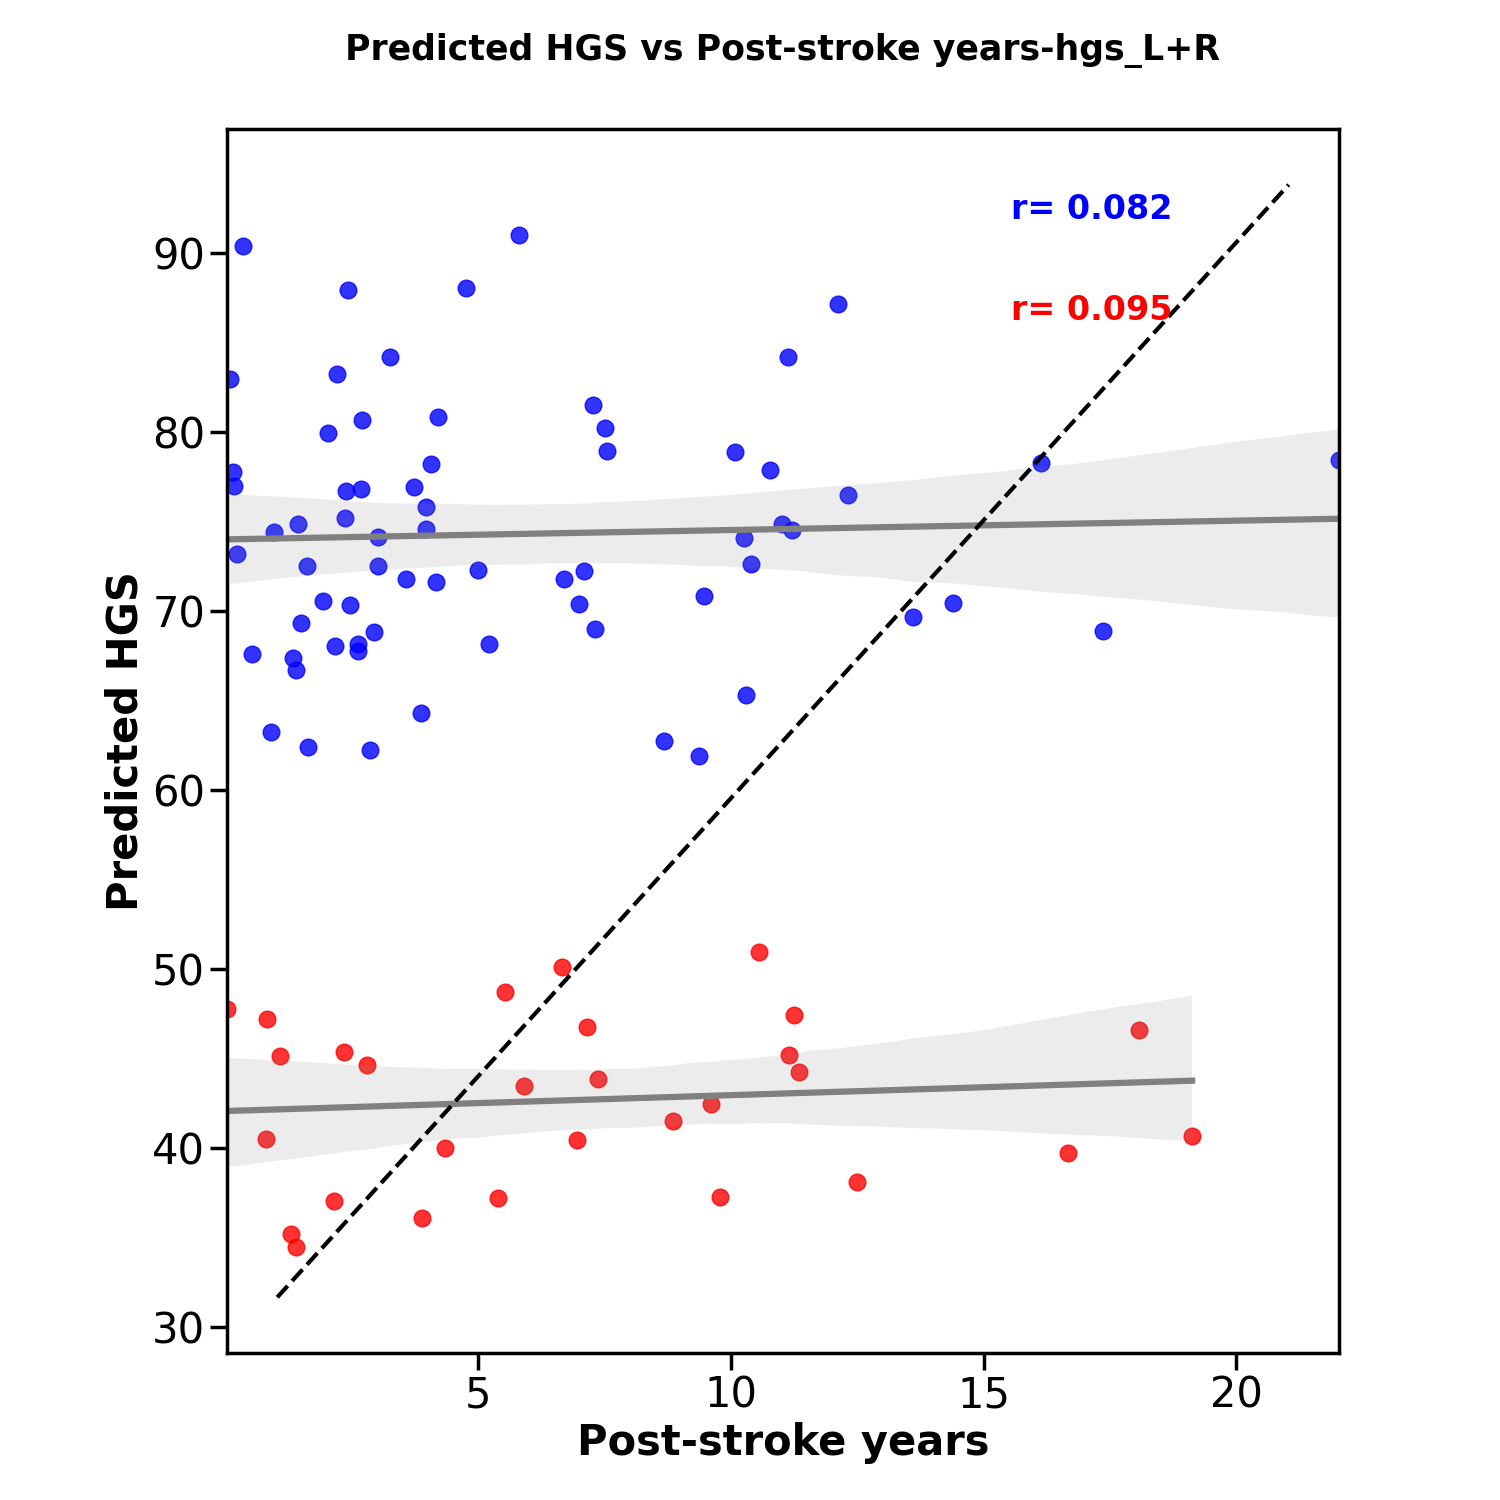 Predicted HGS vs Post-stroke years-hgs_L+R
r= 0.082
r= 0.095
90
80
70
60
50
40
30
Predicted HGS
5 10 15 20
Post-stroke years